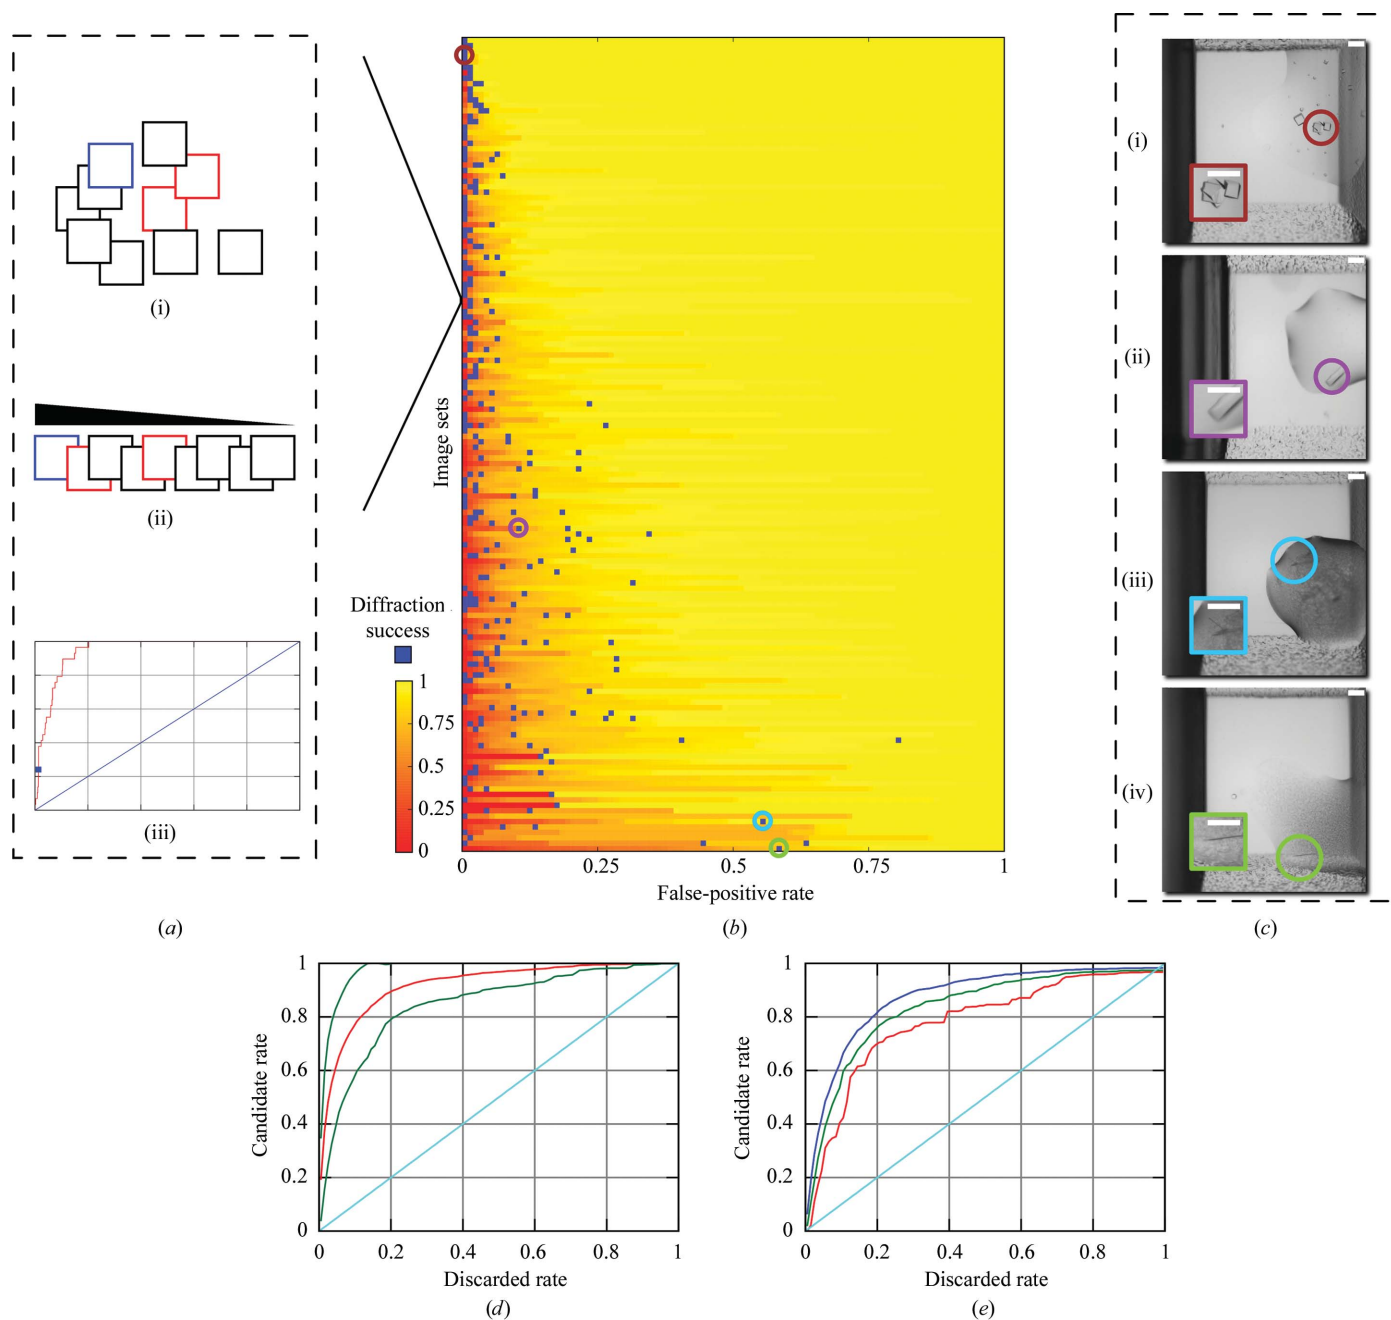 (i)
(ii)
(iii)
(a)
Image sets
Diffraction
success
1
0.75
0.5
0.25
0
0
0.25
0.5
0.75
1
False-positive rate
(b)
(i)
(ii)
(iii)
(iv)
(c)
1
0.8
0.6
0.4
0.2
0
Candidate rate
0
0.2
0.4
0.6
0.8
1
Discarded rate
(d)
1
0.8
0.6
0.4
0.2
0
Candidate rate
0
0.2
0.4
0.6
0.8
1
Discarded rate
(e)